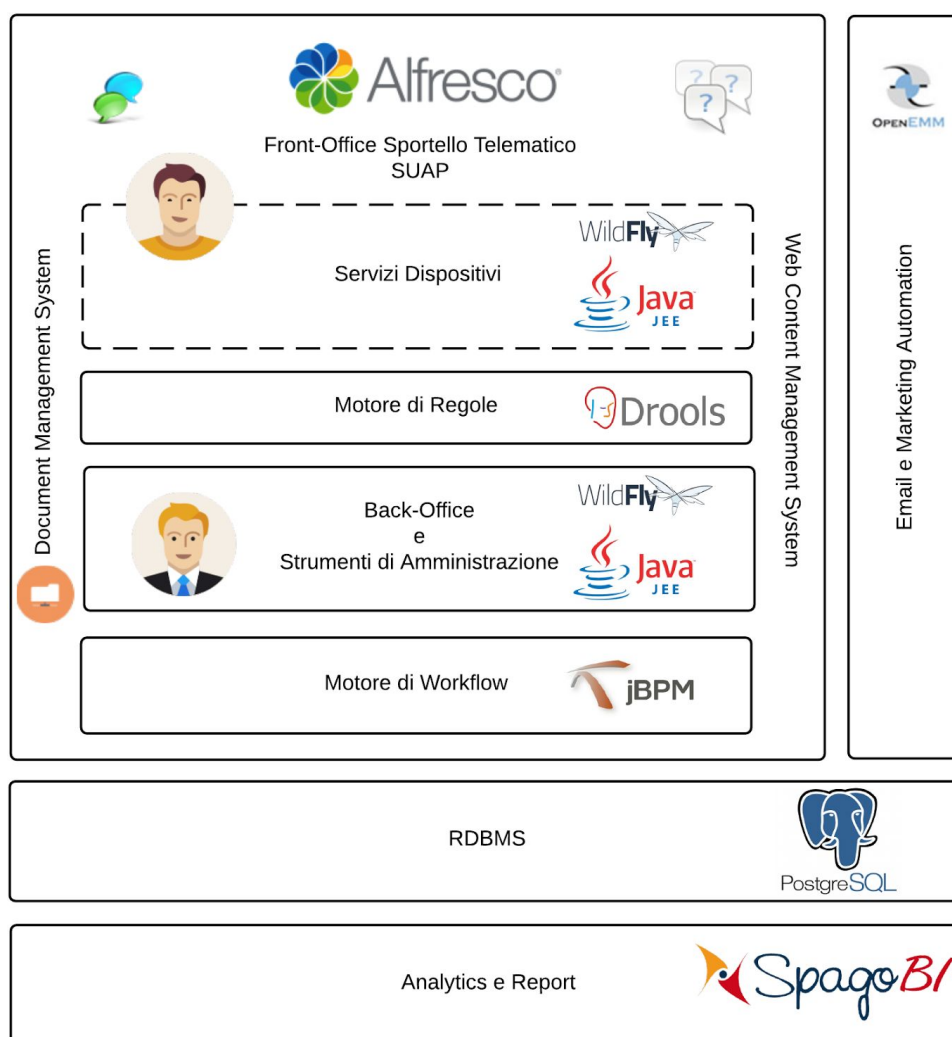 Alfresco
OPENEMM
? ? ?
Front-Office Sportello Telematico
SUAP
WildFly
Servizi Dispositivi
Java
JEE
Motore di Regole
Drools
Back-Office
e
Strumenti di Amministrazione
WildFly
Java
JEE
Motore di Workflow
jBPM
Document Management System
Web Content Management System
Email e Marketing Automation
RDBMS
PostgreSQL
Analytics e Report
SpagoBI